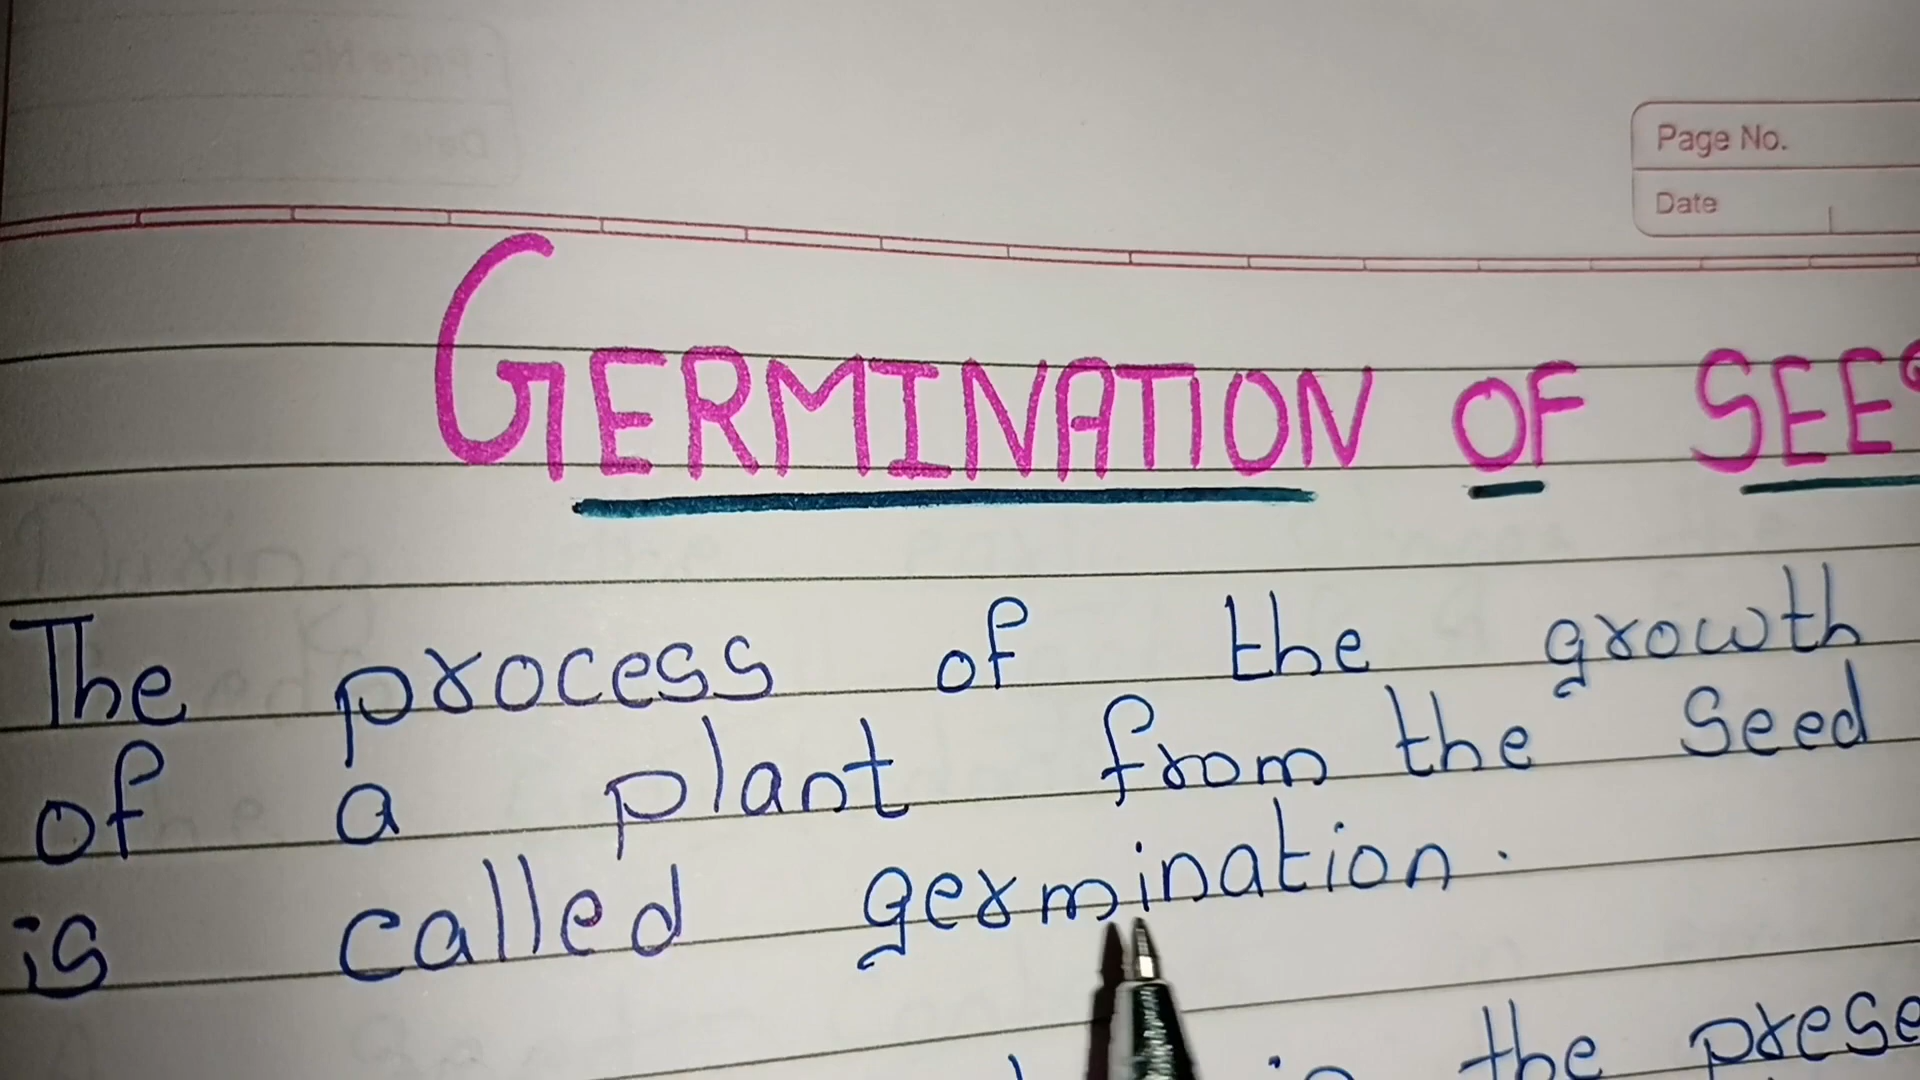 Page No.
Date
GERMINATION OF
The process of the growth
of a plant from the Seed
is called germination.
the